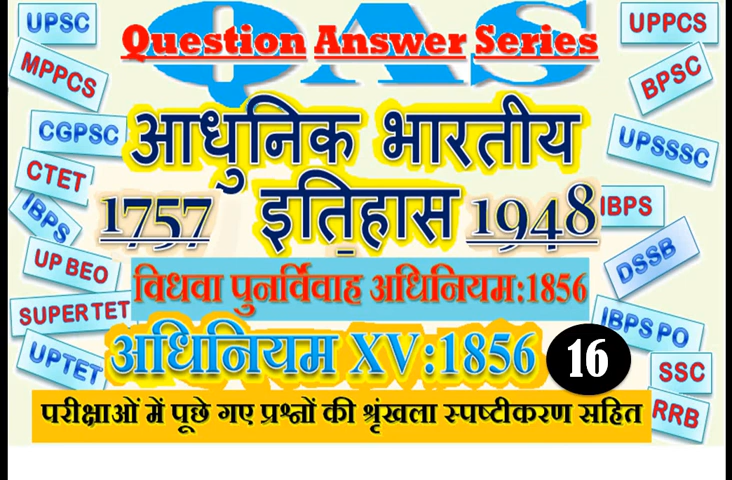 QAS
Question Answer Series
UPSC
MPPCS
CGPSC
CTET
IBPS
UP BEO
SUPER TET
UPTET
आधुनिक भारतीय
इतिहास
1757
1948
विधवा पुनर्विवाह अधिनियम:1856
अधिनियम XV:1856
16
परीक्षाओं में पूछे गए प्रश्नों की श्रृंखला स्पष्टीकरण सहित
UPPCS
BPSC
UPSSSC
IBPS
DSSB
IBPS PO
SSC
RRB